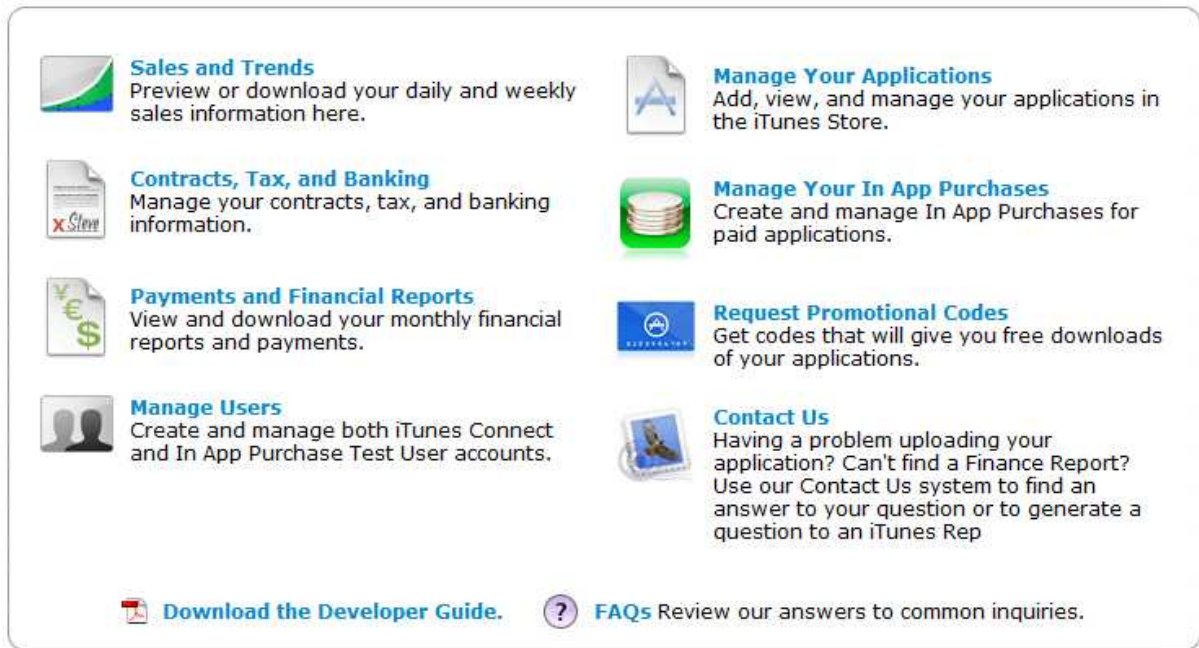 Sales and Trends
Preview or download your daily and weekly
sales information here.
Contracts, Tax, and Banking
Manage your contracts, tax, and banking
information.
x Steve
Payments and Financial Reports
View and download your monthly financial
reports and payments.
¥
€
$
Manage Users
Create and manage both iTunes Connect
and In App Purchase Test User accounts.
Manage Your Applications
Add, view, and manage your applications in
the iTunes Store.
Manage Your In App Purchases
Create and manage In App Purchases for
paid applications.
Request Promotional Codes
Get codes that will give you free downloads
of your applications.
Contact Us
Having a problem uploading your
application? Can't find a Finance Report?
Use our Contact Us system to find an
answer to your question or to generate a
question to an iTunes Rep
Download the Developer Guide.
? FAQs Review our answers to common inquiries.